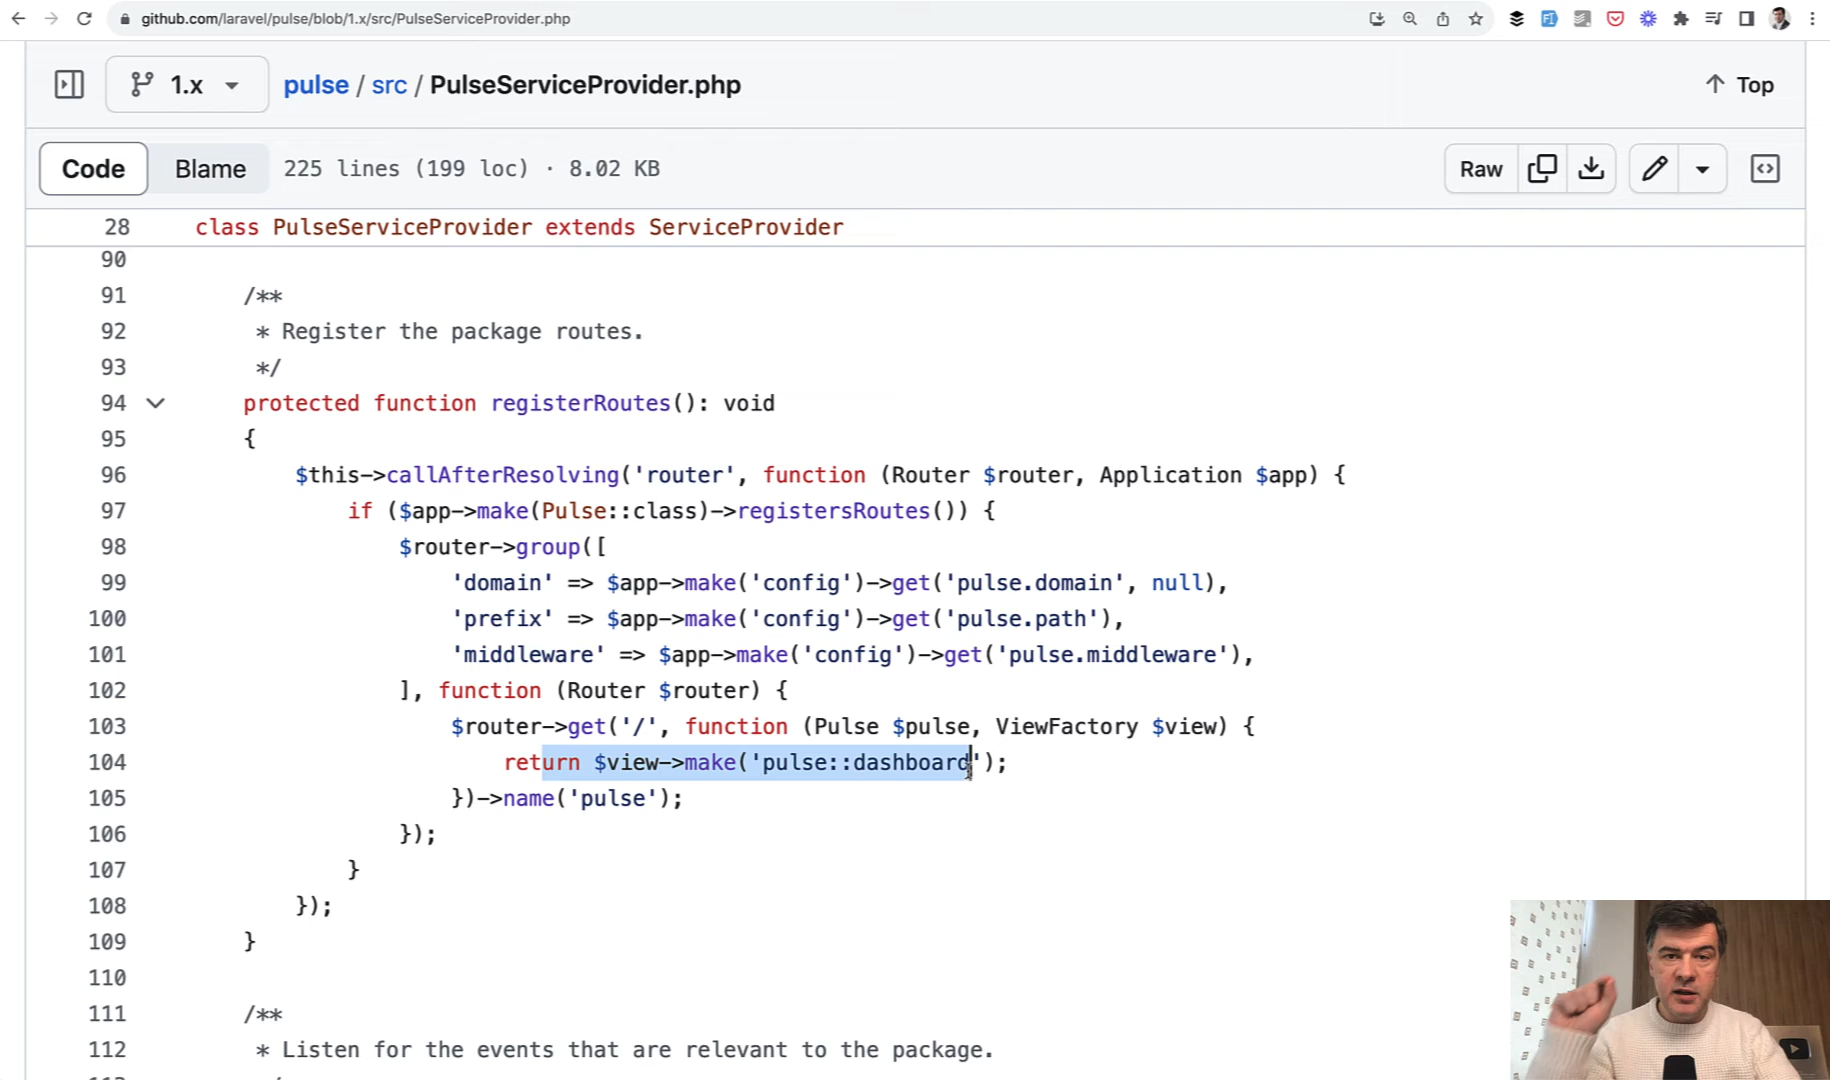 github.com/laravel/pulse/blob/1.x/src/PulseServiceProvider.php
1.x
pulse / src / PulseServiceProvider.php
Top
Code
Blame
225 lines (199 loc) · 8.02 KB
Raw
28 class PulseServiceProvider extends ServiceProvider
90
91 /**
92 * Register the package routes.
93 */
94 protected function registerRoutes(): void
95 {
96 $this->callAfterResolving('router', function (Router $router, Application $app) {
97 if ($app->make(Pulse::class)->registersRoutes()) {
98 $router->group([
99 'domain' => $app->make('config')->get('pulse.domain', null),
100 'prefix' => $app->make('config')->get('pulse.path'),
101 'middleware' => $app->make('config')->get('pulse.middleware'),
102 ], function (Router $router) {
103 $router->get('/', function (Pulse $pulse, ViewFactory $view) {
104 return $view->make('pulse::dashboard');
105 })->name('pulse');
106 });
107 }
108 });
109 }
110
111 /**
112 * Listen for the events that are relevant to the package.